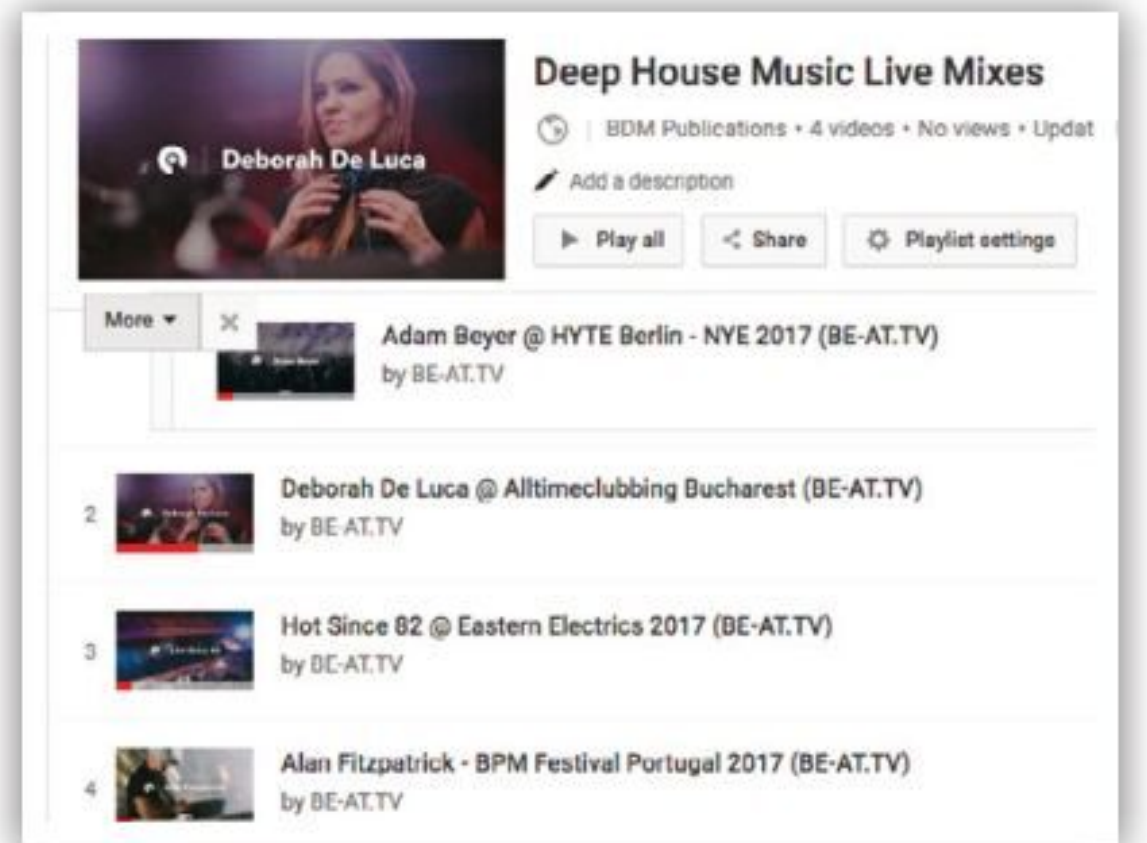 Deborah De Luca
Deep House Music Live Mixes
BDM Publications • 4 videos • No views • Updat
Add a description
Play all
Share
Playlist settings
More
Adam Beyer @ HYTE Berlin - NYE 2017 (BE-AT.TV)
by BE-AT.TV
2
Deborah De Luca @ Alltimeclubbing Bucharest (BE-AT.TV)
by BE-AT.TV
3
Hot Since 82 @ Eastern Electrics 2017 (BE-AT.TV)
by BE-AT.TV
4
Alan Fitzpatrick - BPM Festival Portugal 2017 (BE-AT.TV)
by BE-AT.TV